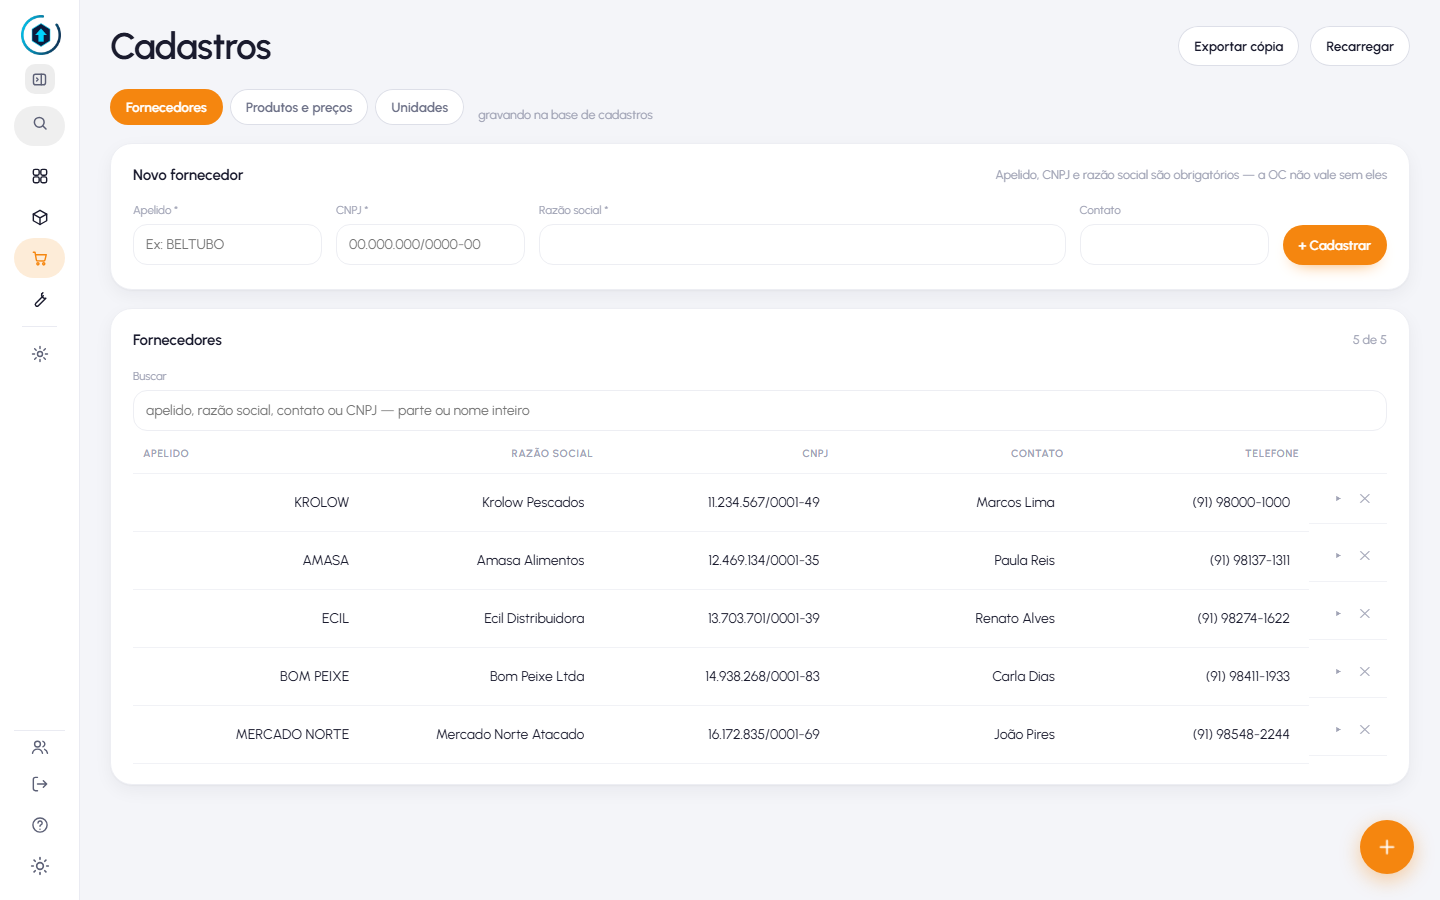 Cadastros
Exportar cópia
Recarregar
Fornecedores
Produtos e preços
Unidades
gravando na base de cadastros
Novo fornecedor
Apelido, CNPJ e razão social são obrigatórios — a OC não vale sem eles
Apelido *
CNPJ *
Razão social *
Contato
Ex: BELTUBO
00.000.000/0000-00
+ Cadastrar
Fornecedores
5 de 5
Buscar
apelido, razão social, contato ou CNPJ — parte ou nome inteiro
APELIDO RAZÃO SOCIAL CNPJ CONTATO TELEFONE
KROLOW Krolow Pescados 11.234.567/0001-49 Marcos Lima (91) 98000-1000
AMASA Amasa Alimentos 12.469.134/0001-35 Paula Reis (91) 98137-1311
ECIL Ecil Distribuidora 13.703.701/0001-39 Renato Alves (91) 98274-1622
BOM PEIXE Bom Peixe Ltda 14.938.268/0001-83 Carla Dias (91) 98411-1933
MERCADO NORTE Mercado Norte Atacado 16.172.835/0001-69 João Pires (91) 98548-2244